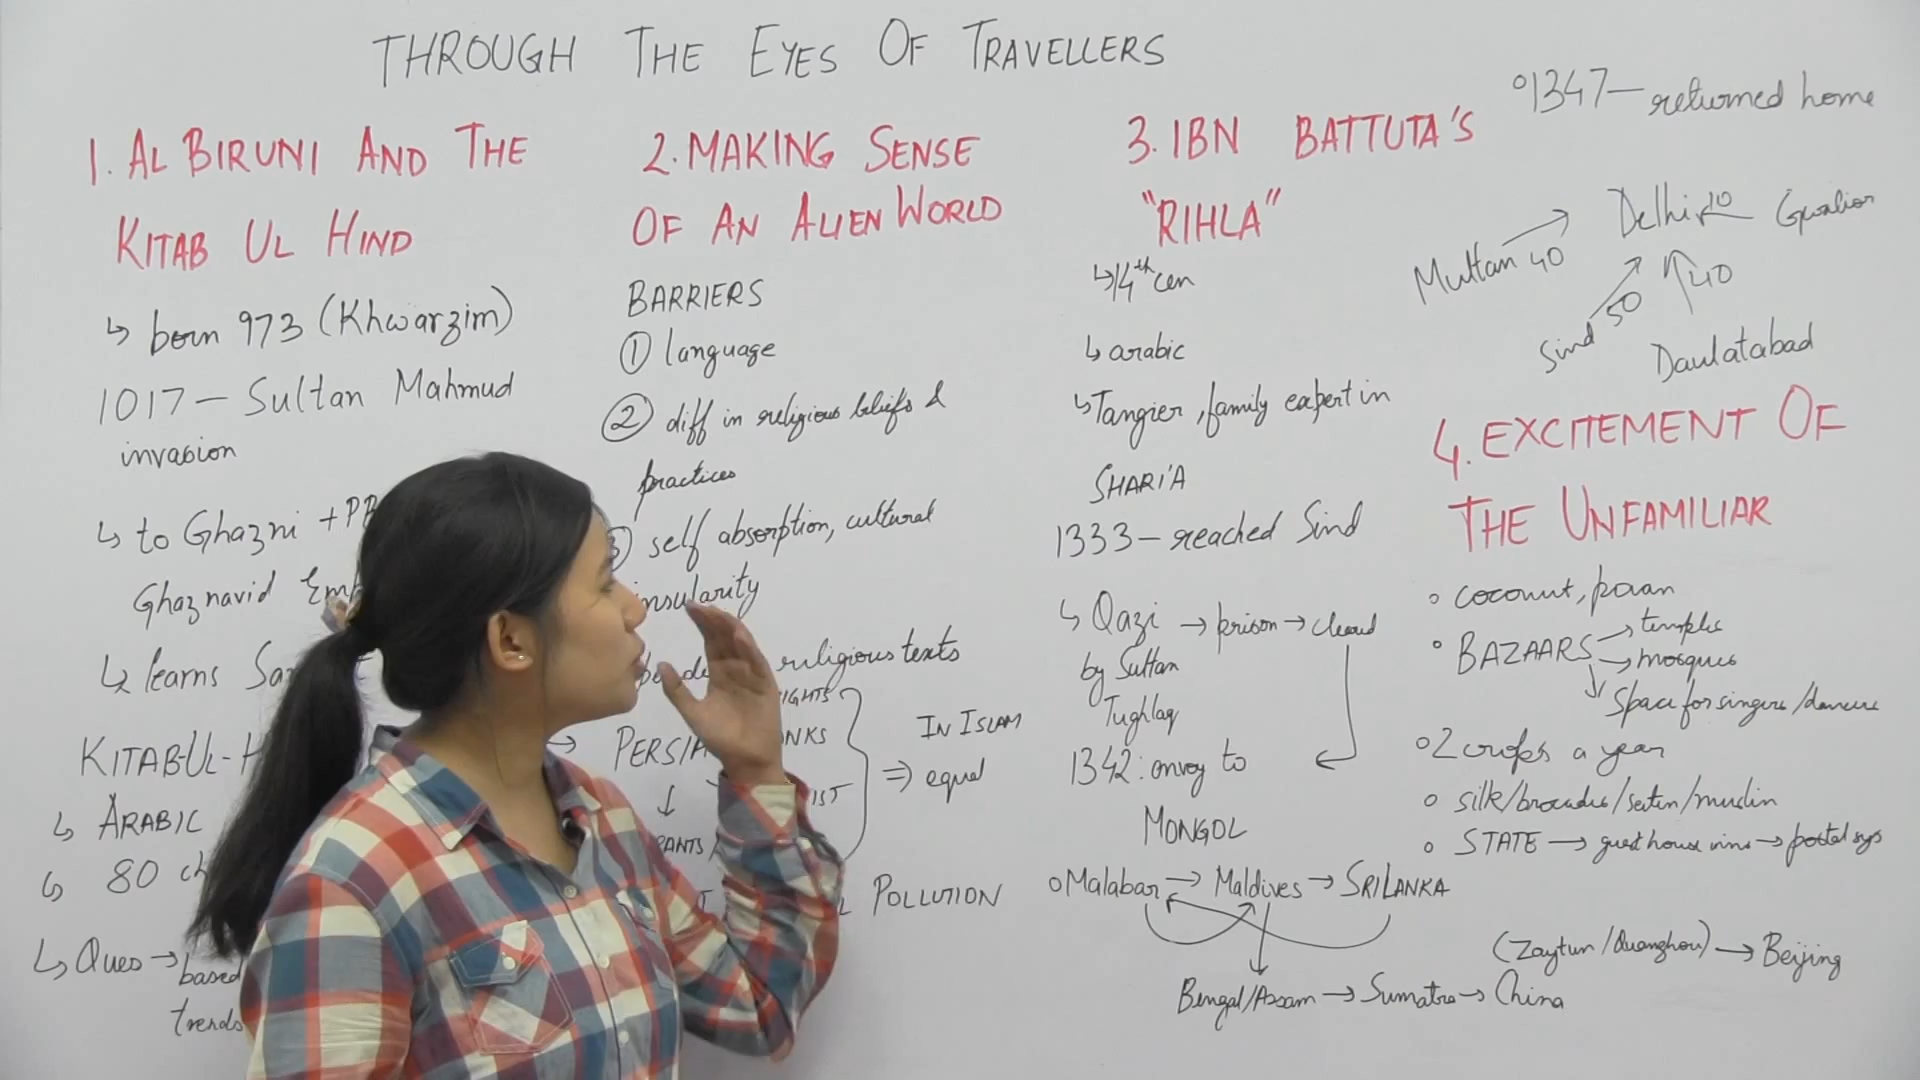 THROUGH THE EYES OF TRAVELLERS
1. AL BIRUNI AND THE
KITAB UL HIND
↳ born 973 (Khwarzim)
1017 — Sultan Mahmud
invasion
↳ to Ghazni +
Ghaznavid
↳ learns
KITAB-UL-
↳ ARABIC
↳ 80
↳ Ques → based
trends
2. MAKING SENSE
OF AN ALIEN WORLD
BARRIERS
① language
② diff in religious beliefs &
practices
self absorption, cultural
insularity
religious texts
→ PERSIA
IN ISLAM
⇒ equal
POLLUTION
3. IBN BATTUTA'S
"RIHLA"
↳ 14th cen
↳ arabic
↳ Tangier, family expert in
SHARI'A
1333 — reached Sind
↳ Qazi → prison → cleared
by Sultan
Tughlaq
1342: envoy to
MONGOL
○ Malabar → Maldives → SRILANKA
Bengal/Assam → Sumatra → China
(Zaytun/Quanzhou) → Beijing
○ 1347 — returned home
Multan 40 → Delhi 10 Gwalior
Sind 50
40
Daulatabad
4. EXCITEMENT OF
THE UNFAMILIAR
○ coconut, paan
○ BAZAARS → temples
→ mosques
→ Space for singers/dancers
○ 2 crops a year
○ silk/brocades/satin/muslin
○ STATE → guest house inns → postal sys